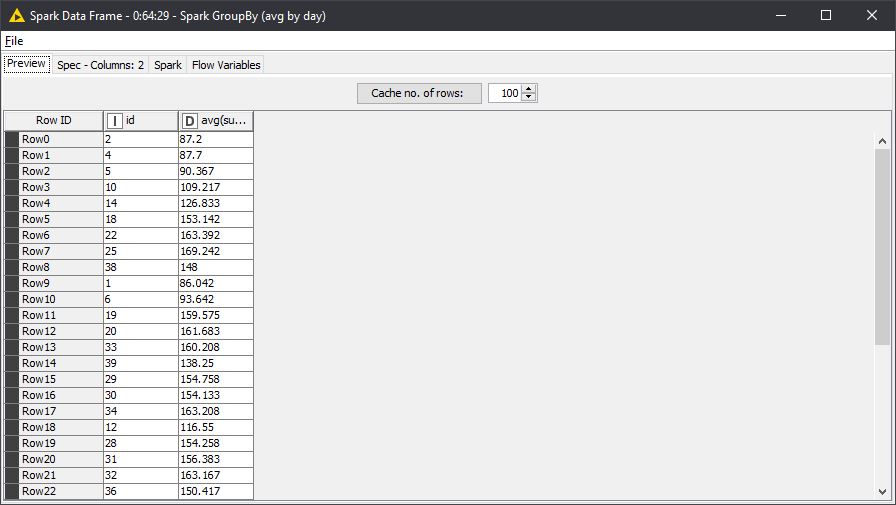 Spark Data Frame - 0:64:29 - Spark GroupBy (avg by day)
File
Preview Spec - Columns: 2 Spark Flow Variables
Cache no. of rows: 100
Row ID I id D avg(su...
Row0 2 87.2
Row1 4 87.7
Row2 5 90.367
Row3 10 109.217
Row4 14 126.833
Row5 18 153.142
Row6 22 163.392
Row7 25 169.242
Row8 38 148
Row9 1 86.042
Row10 6 93.642
Row11 19 159.575
Row12 20 161.683
Row13 33 160.208
Row14 39 138.25
Row15 29 154.758
Row16 30 154.133
Row17 34 163.208
Row18 12 116.55
Row19 28 154.258
Row20 31 156.383
Row21 32 163.167
Row22 36 150.417